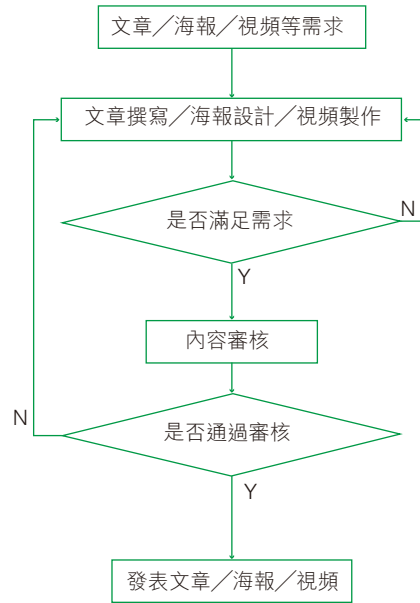 文章／海報／視頻等需求
文章撰寫／海報設計／視頻製作
是否滿足需求
N
Y
內容審核
是否通過審核
N
Y
發表文章／海報／視頻